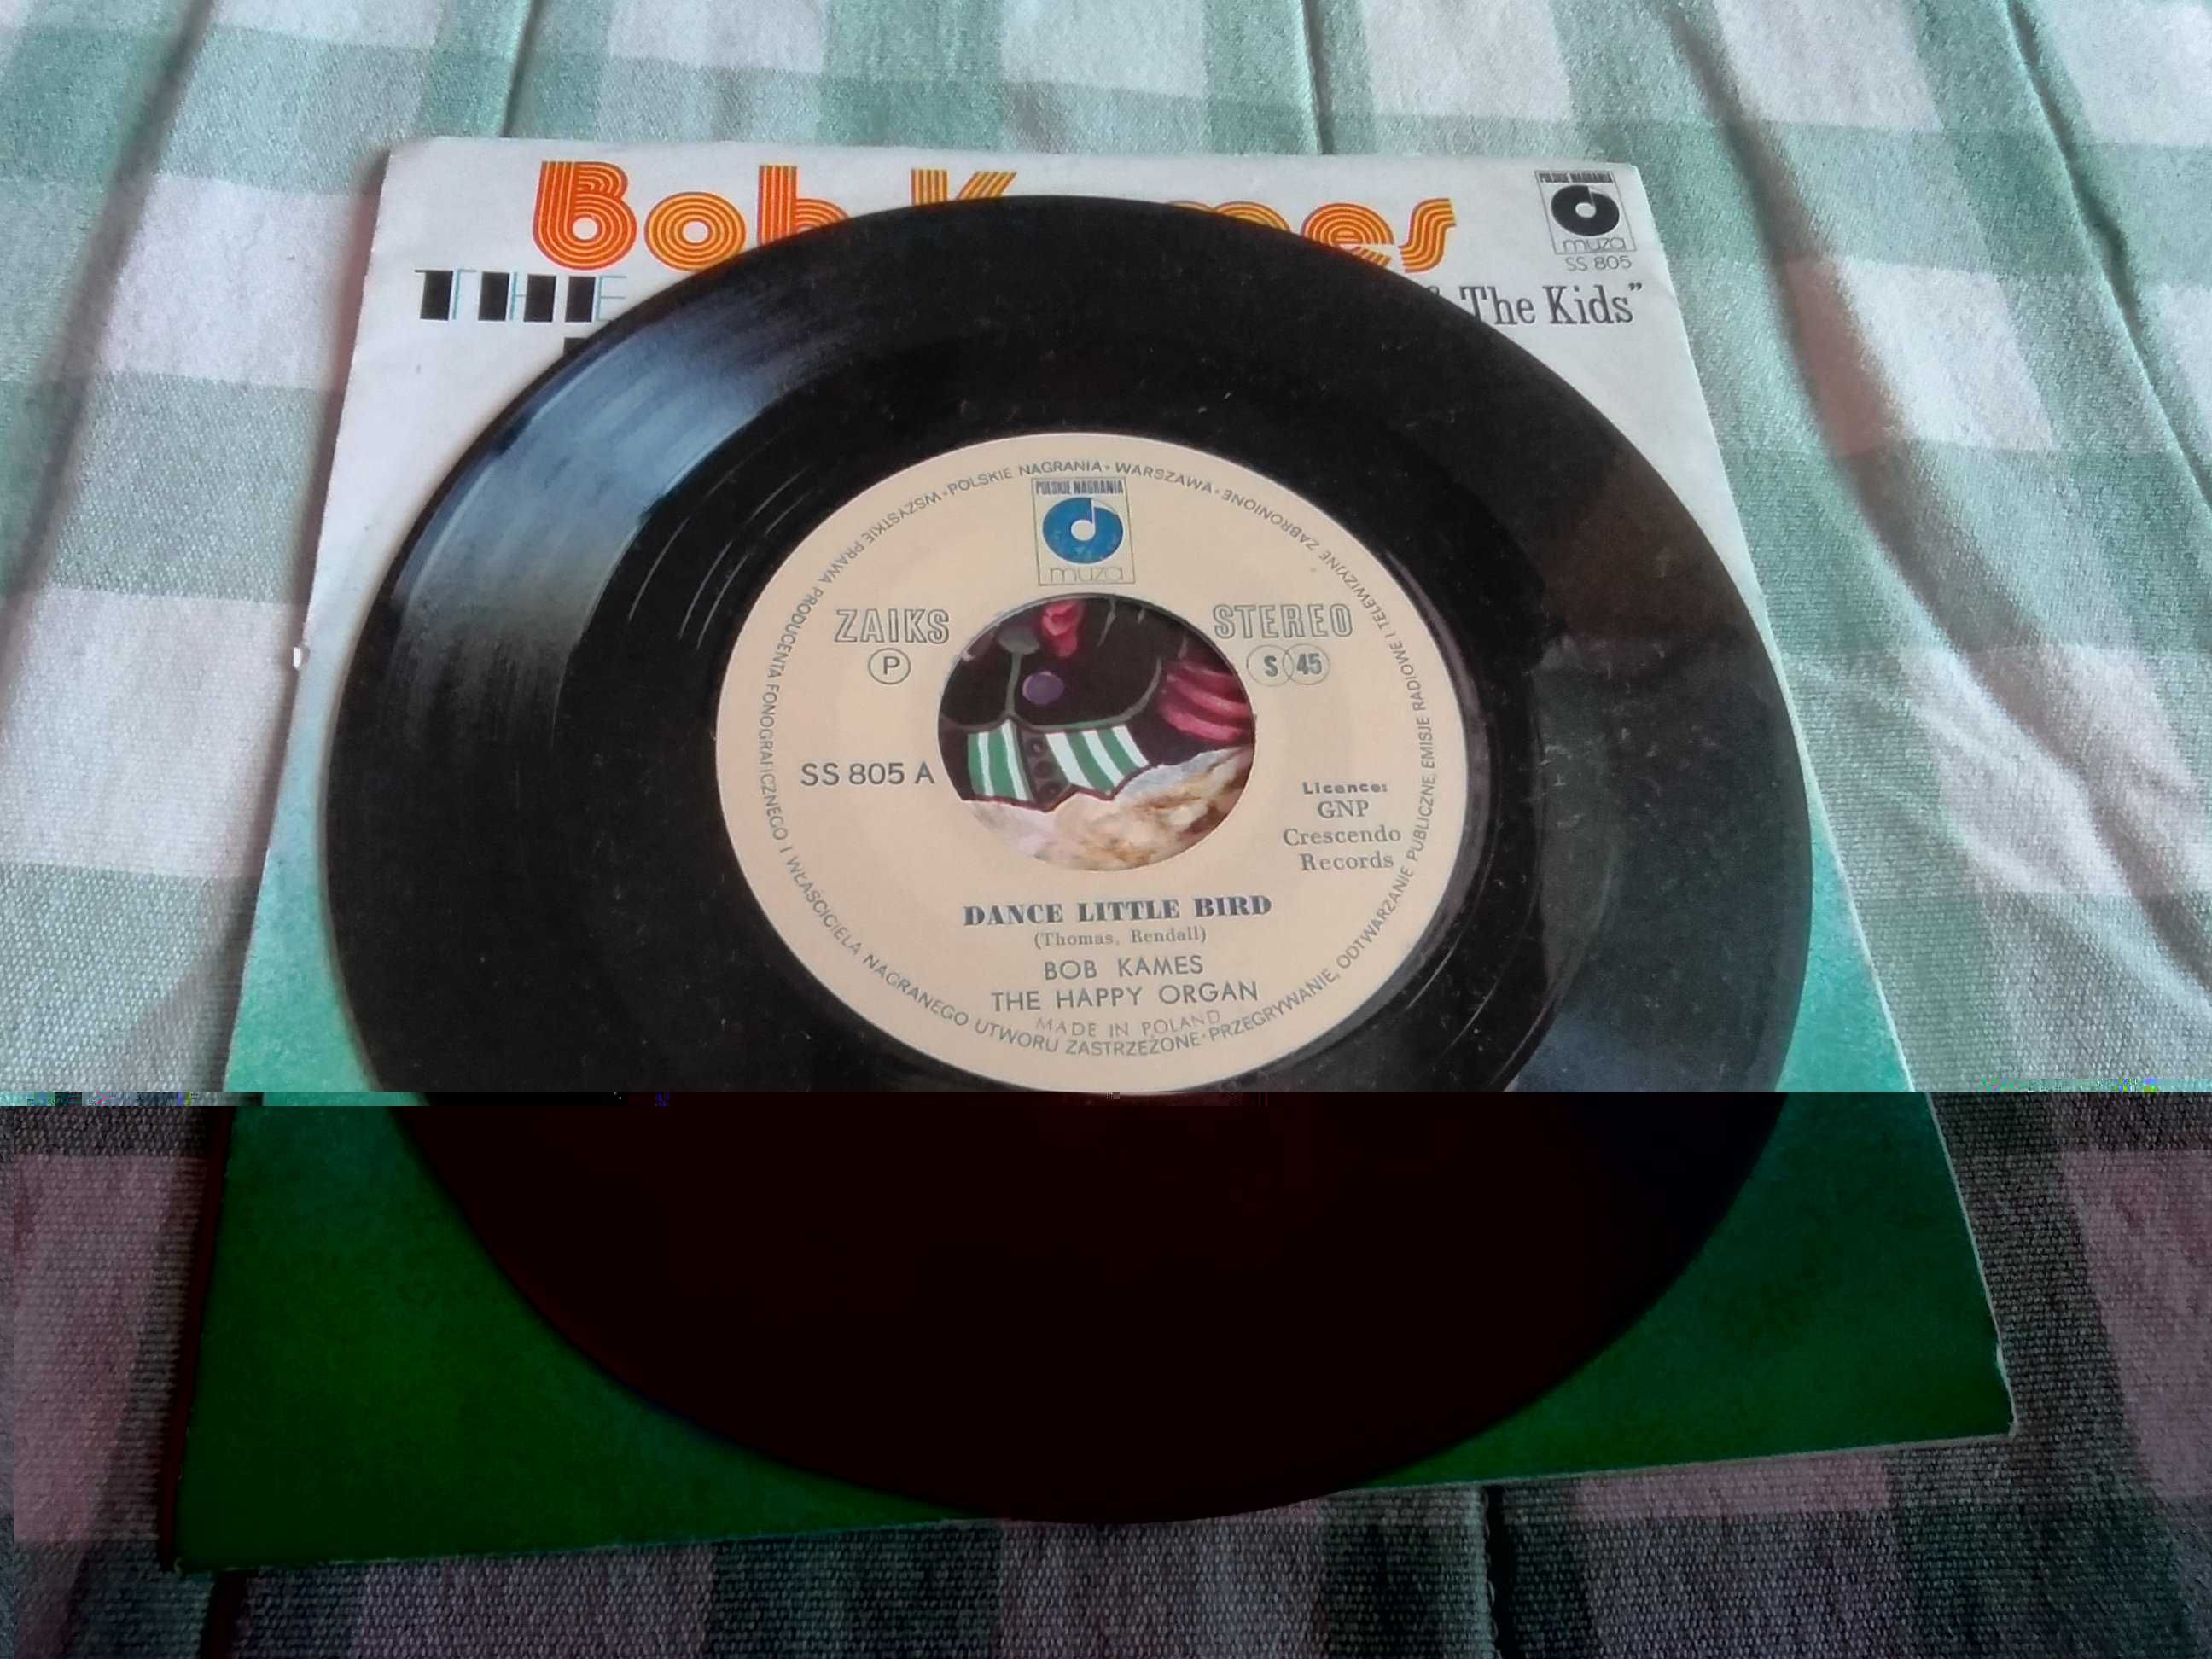 Bob Kames
POLSKIE NAGRANIA
muza
SS 805
THE
& The Kids”
WSZYSTKIE PRAWA PRODUCENTA FONOGRAFICZNEGO I WŁAŚCICIELA NAGRANEGO UTWORU ZASTRZEŻONE · PRZEGRYWANIE, ODTWARZANIE PUBLICZNE, EMISJE RADIOWE I TELEWIZYJNE ZABRONIONE · POLSKIE NAGRANIA · WARSZAWA ·
POLSKIE NAGRANIA
muza
ZAIKS
P
STEREO
S 45
SS 805 A
Licence:
GNP
Crescendo
Records
DANCE LITTLE BIRD
(Thomas, Rendall)
BOB KAMES
THE HAPPY ORGAN
MADE IN POLAND